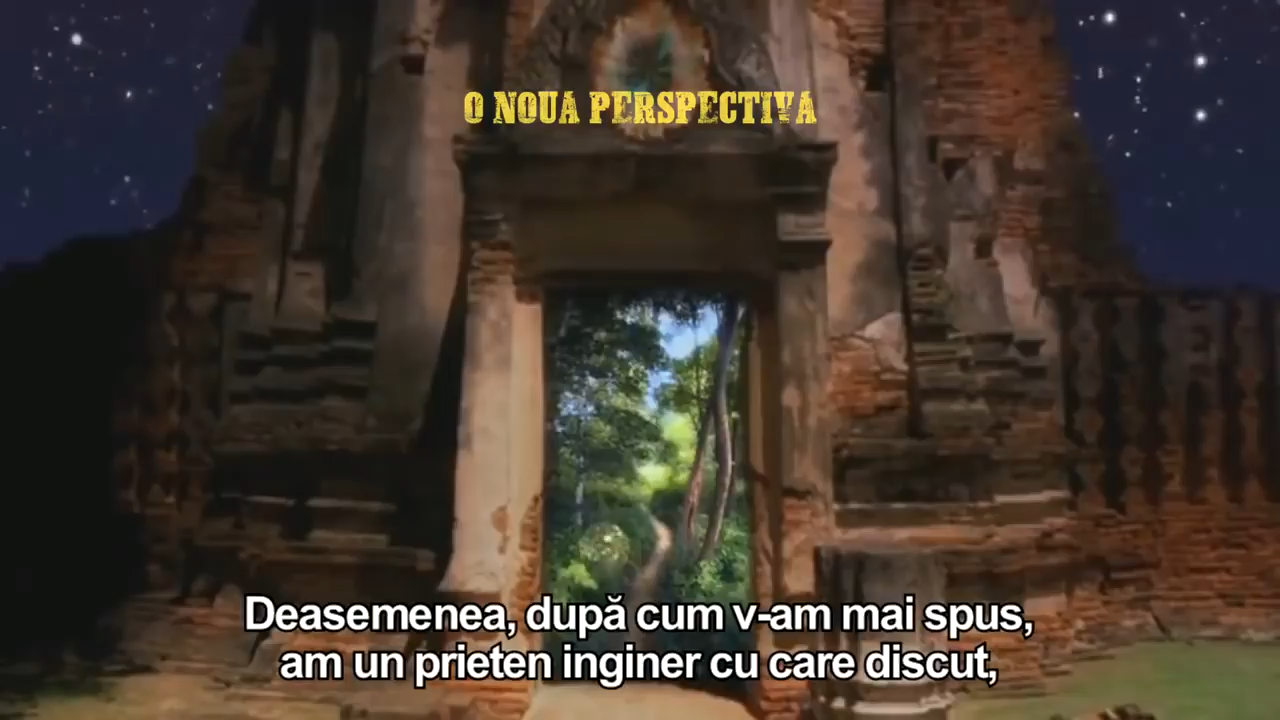 O NOUA PERSPECTIVA
Deasemenea, după cum v-am mai spus,
am un prieten inginer cu care discut,